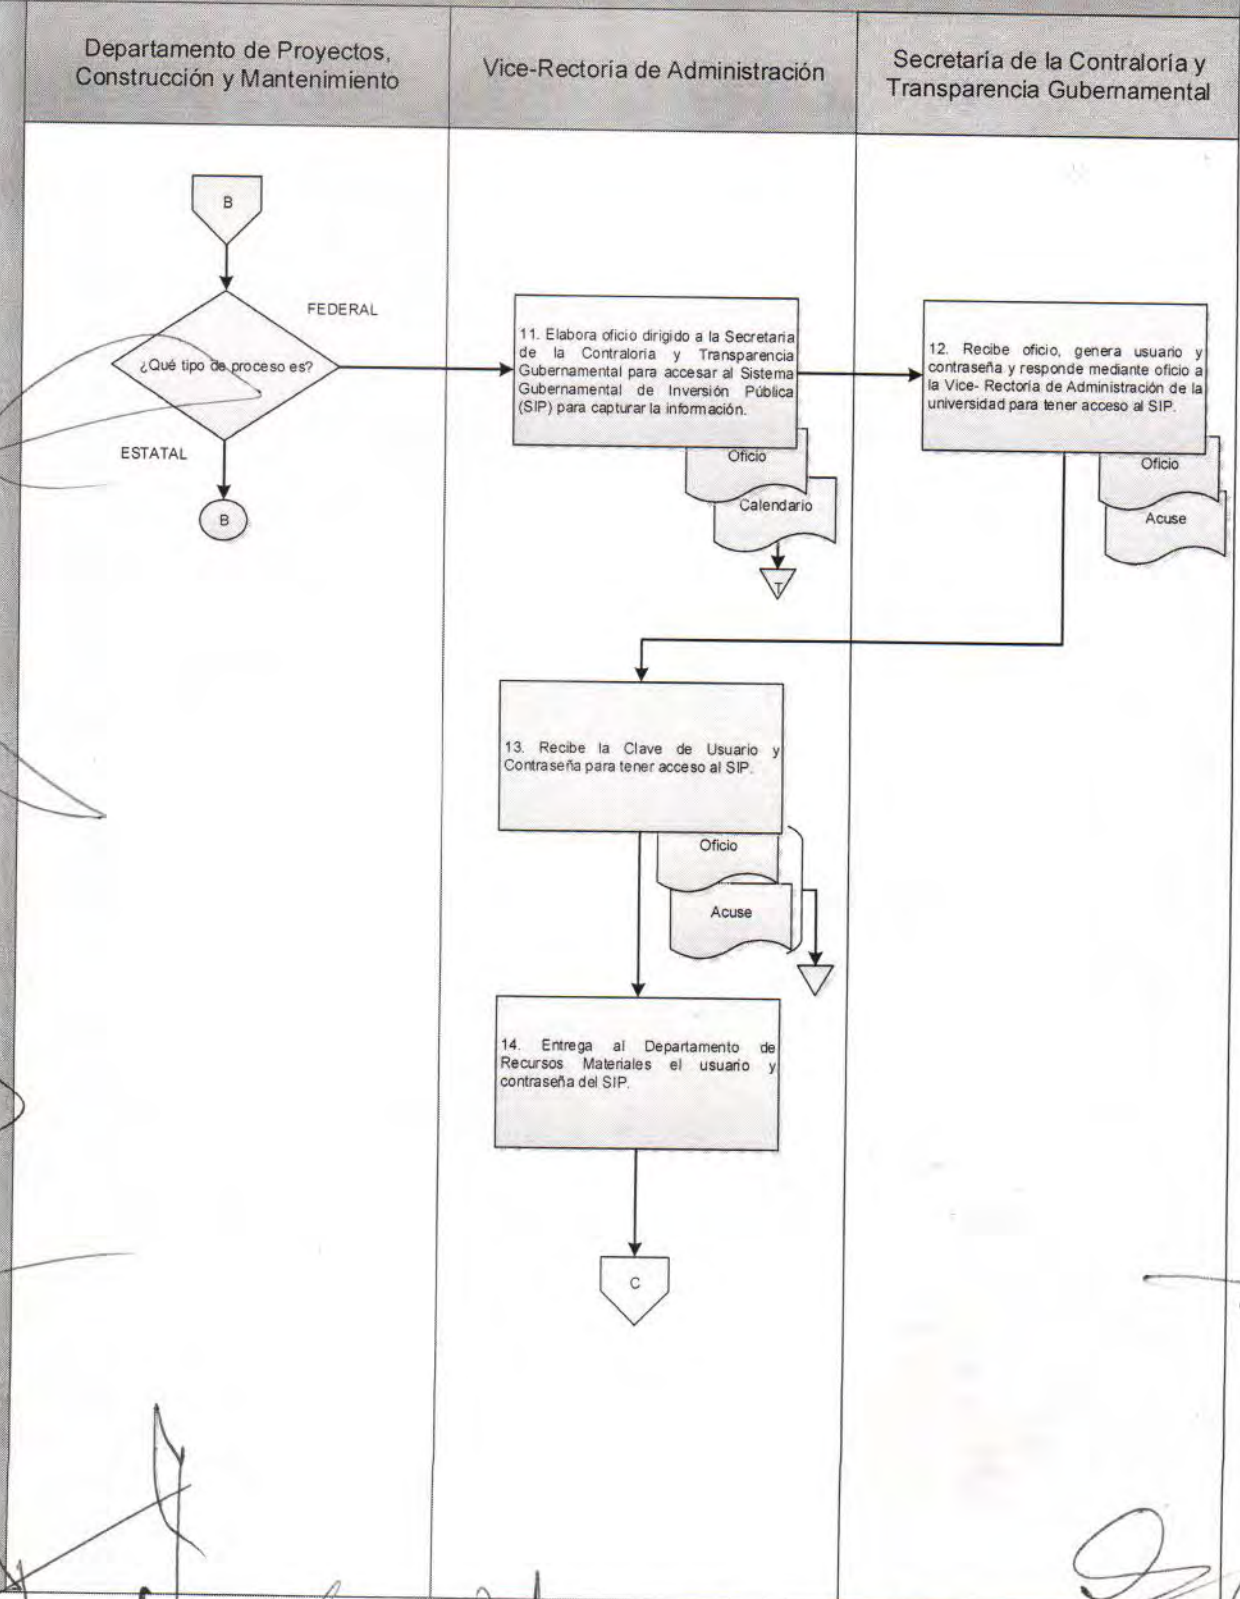 Departamento de Proyectos,
Construcción y Mantenimiento
Vice-Rectoría de Administración
Secretaría de la Contraloría y
Transparencia Gubernamental
B
FEDERAL
¿Qué tipo de proceso es?
ESTATAL
B
11. Elabora oficio dirigido a la Secretaria
de la Contraloría y Transparencia
Gubernamental para accesar al Sistema
Gubernamental de Inversión Pública
(SIP) para capturar la información.
Oficio
Calendario
T
12. Recibe oficio, genera usuario y
contraseña y responde mediante oficio a
la Vice- Rectoría de Administración de la
universidad para tener acceso al SIP.
Oficio
Acuse
13. Recibe la Clave de Usuario y
Contraseña para tener acceso al SIP.
Oficio
Acuse
14. Entrega al Departamento de
Recursos Materiales el usuario y
contraseña del SIP.
C